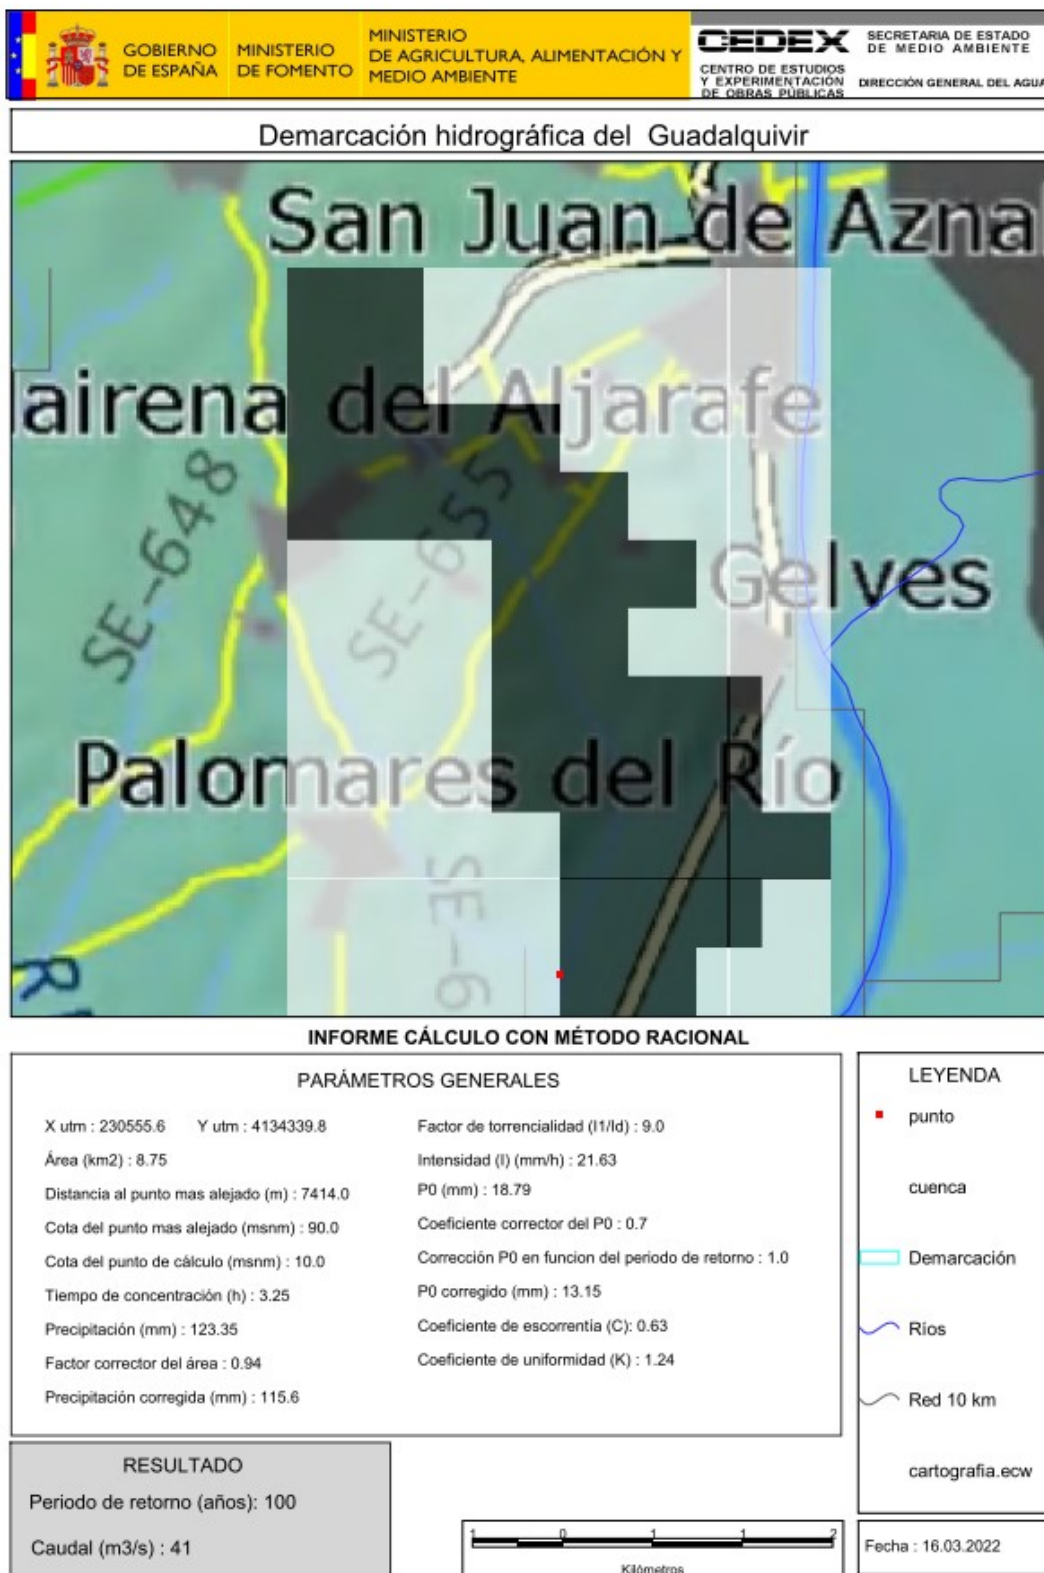 GOBIERNO
DE ESPAÑA
MINISTERIO
DE FOMENTO
MINISTERIO
DE AGRICULTURA, ALIMENTACIÓN Y
MEDIO AMBIENTE
CEDEX
CENTRO DE ESTUDIOS
Y EXPERIMENTACIÓN
DE OBRAS PÚBLICAS
SECRETARIA DE ESTADO
DE MEDIO AMBIENTE
DIRECCIÓN GENERAL DEL AGUA
Demarcación hidrográfica del Guadalquivir
San Juan de Aznal
lairena del Aljarafe
SE-648
SE-655
Gelves
Palomares del Río
SE-6
R
INFORME CÁLCULO CON MÉTODO RACIONAL
PARÁMETROS GENERALES
X utm : 230555.6 Y utm : 4134339.8
Área (km2) : 8.75
Distancia al punto mas alejado (m) : 7414.0
Cota del punto mas alejado (msnm) : 90.0
Cota del punto de cálculo (msnm) : 10.0
Tiempo de concentración (h) : 3.25
Precipitación (mm) : 123.35
Factor corrector del área : 0.94
Precipitación corregida (mm) : 115.6
Factor de torrencialidad (I1/Id) : 9.0
Intensidad (I) (mm/h) : 21.63
P0 (mm) : 18.79
Coeficiente corrector del P0 : 0.7
Corrección P0 en funcion del periodo de retorno : 1.0
P0 corregido (mm) : 13.15
Coeficiente de escorrentía (C): 0.63
Coeficiente de uniformidad (K) : 1.24
LEYENDA
punto
cuenca
Demarcación
Ríos
Red 10 km
cartografia.ecw
RESULTADO
Periodo de retorno (años): 100
Caudal (m3/s) : 41
1 0 1 1 2
Kilómetros
Fecha : 16.03.2022